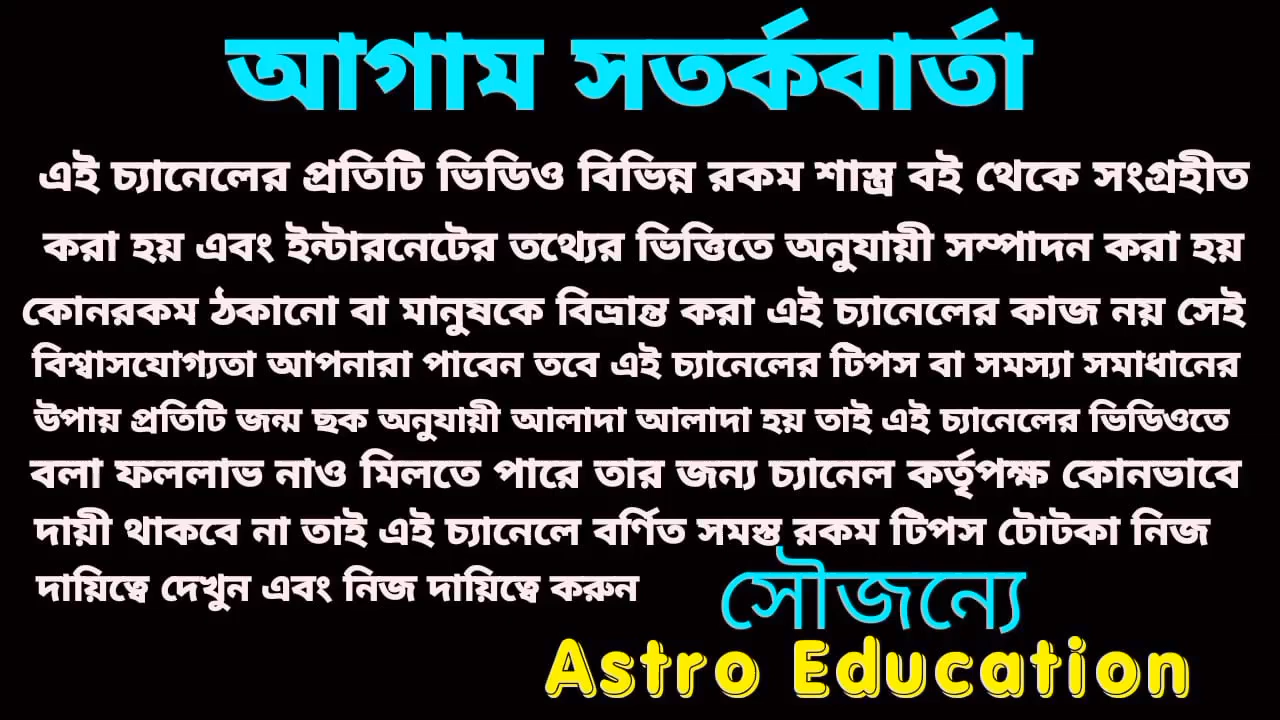 আগাম সতর্কবার্তা
এই চ্যানেলের প্রতিটি ভিডিও বিভিন্ন রকম শাস্ত্র বই থেকে সংগ্রহীত
করা হয় এবং ইন্টারনেটের তথ্যের ভিত্তিতে অনুযায়ী সম্পাদন করা হয়
কোনরকম ঠকানো বা মানুষকে বিভ্রান্ত করা এই চ্যানেলের কাজ নয় সেই
বিশ্বাসযোগ্যতা আপনারা পাবেন তবে এই চ্যানেলের টিপস বা সমস্যা সমাধানের
উপায় প্রতিটি জন্ম ছক অনুযায়ী আলাদা আলাদা হয় তাই এই চ্যানেলের ভিডিওতে
বলা ফললাভ নাও মিলতে পারে তার জন্য চ্যানেল কর্তৃপক্ষ কোনভাবে
দায়ী থাকবে না তাই এই চ্যানেলে বর্ণিত সমস্ত রকম টিপস টোটকা নিজ
দায়িত্বে দেখুন এবং নিজ দায়িত্বে করুন
সৌজন্যে
Astro Education